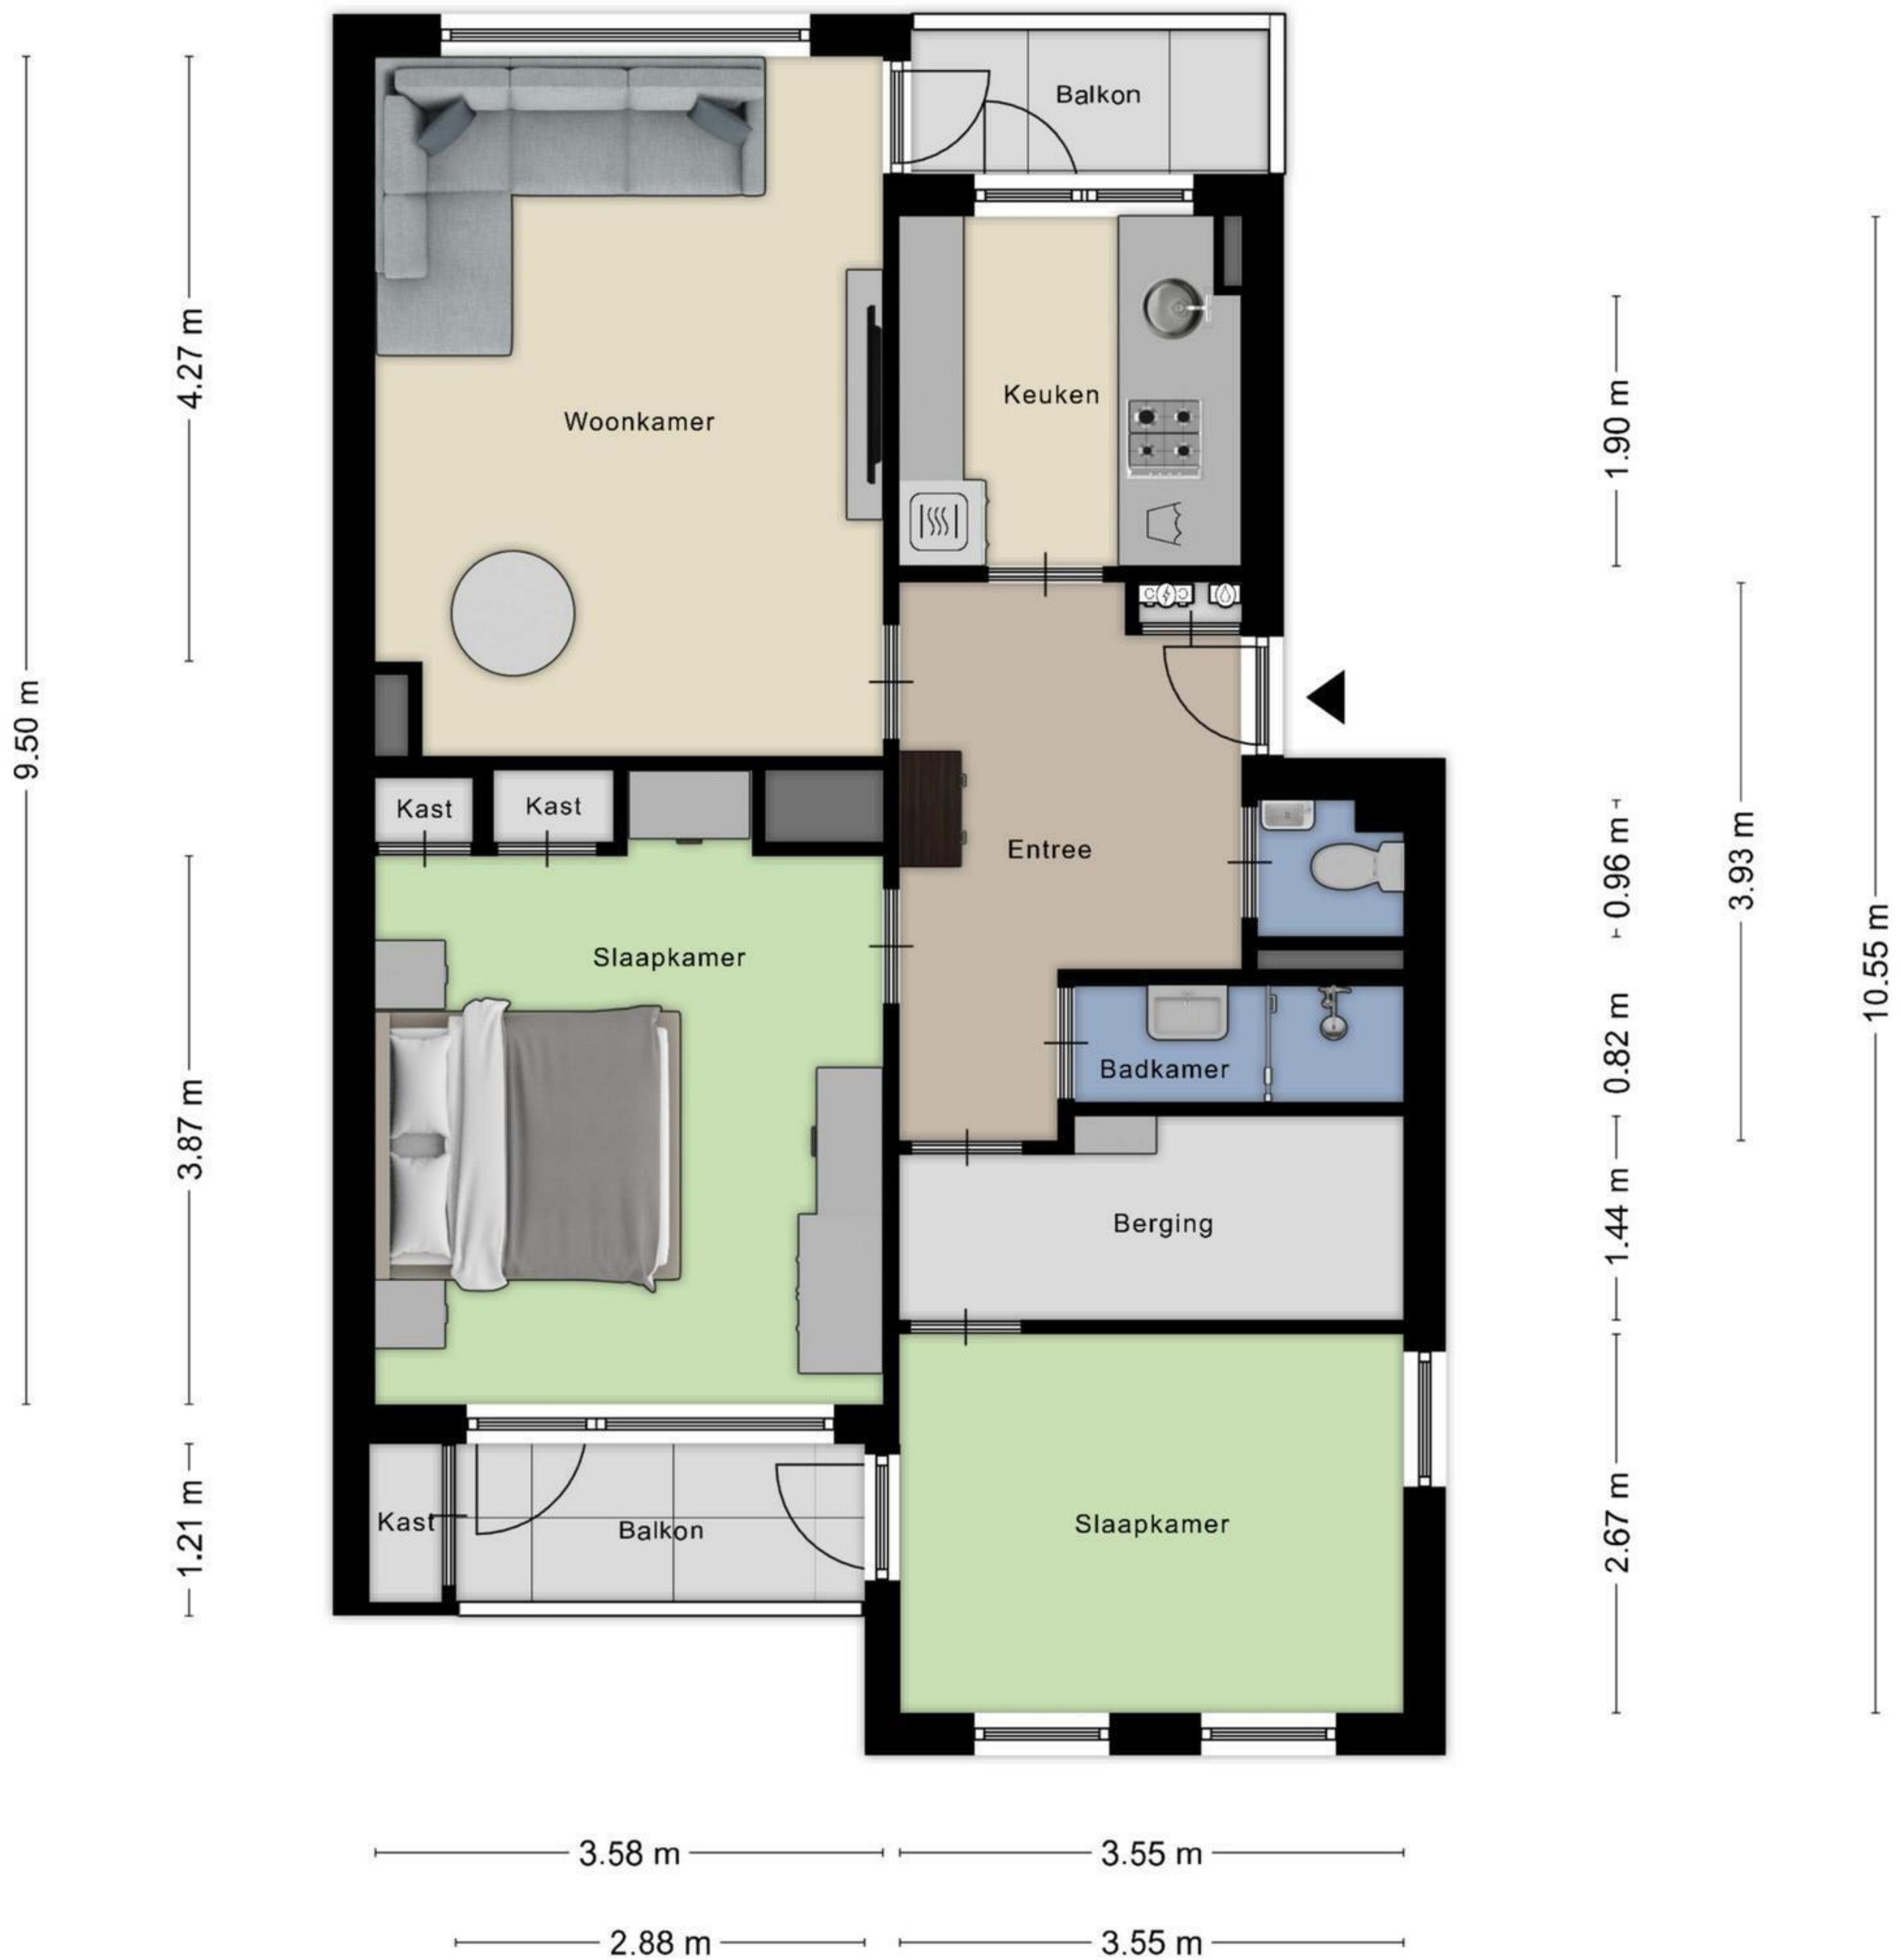 Balkon
4.27 m
Keuken
1.90 m
Woonkamer
9.50 m
Kast
Kast
Entree
0.96 m
3.93 m
10.55 m
Slaapkamer
0.82 m
Badkamer
3.87 m
1.44 m
Berging
Kast
Balkon
1.21 m
Slaapkamer
2.67 m
3.58 m
3.55 m
2.88 m
3.55 m